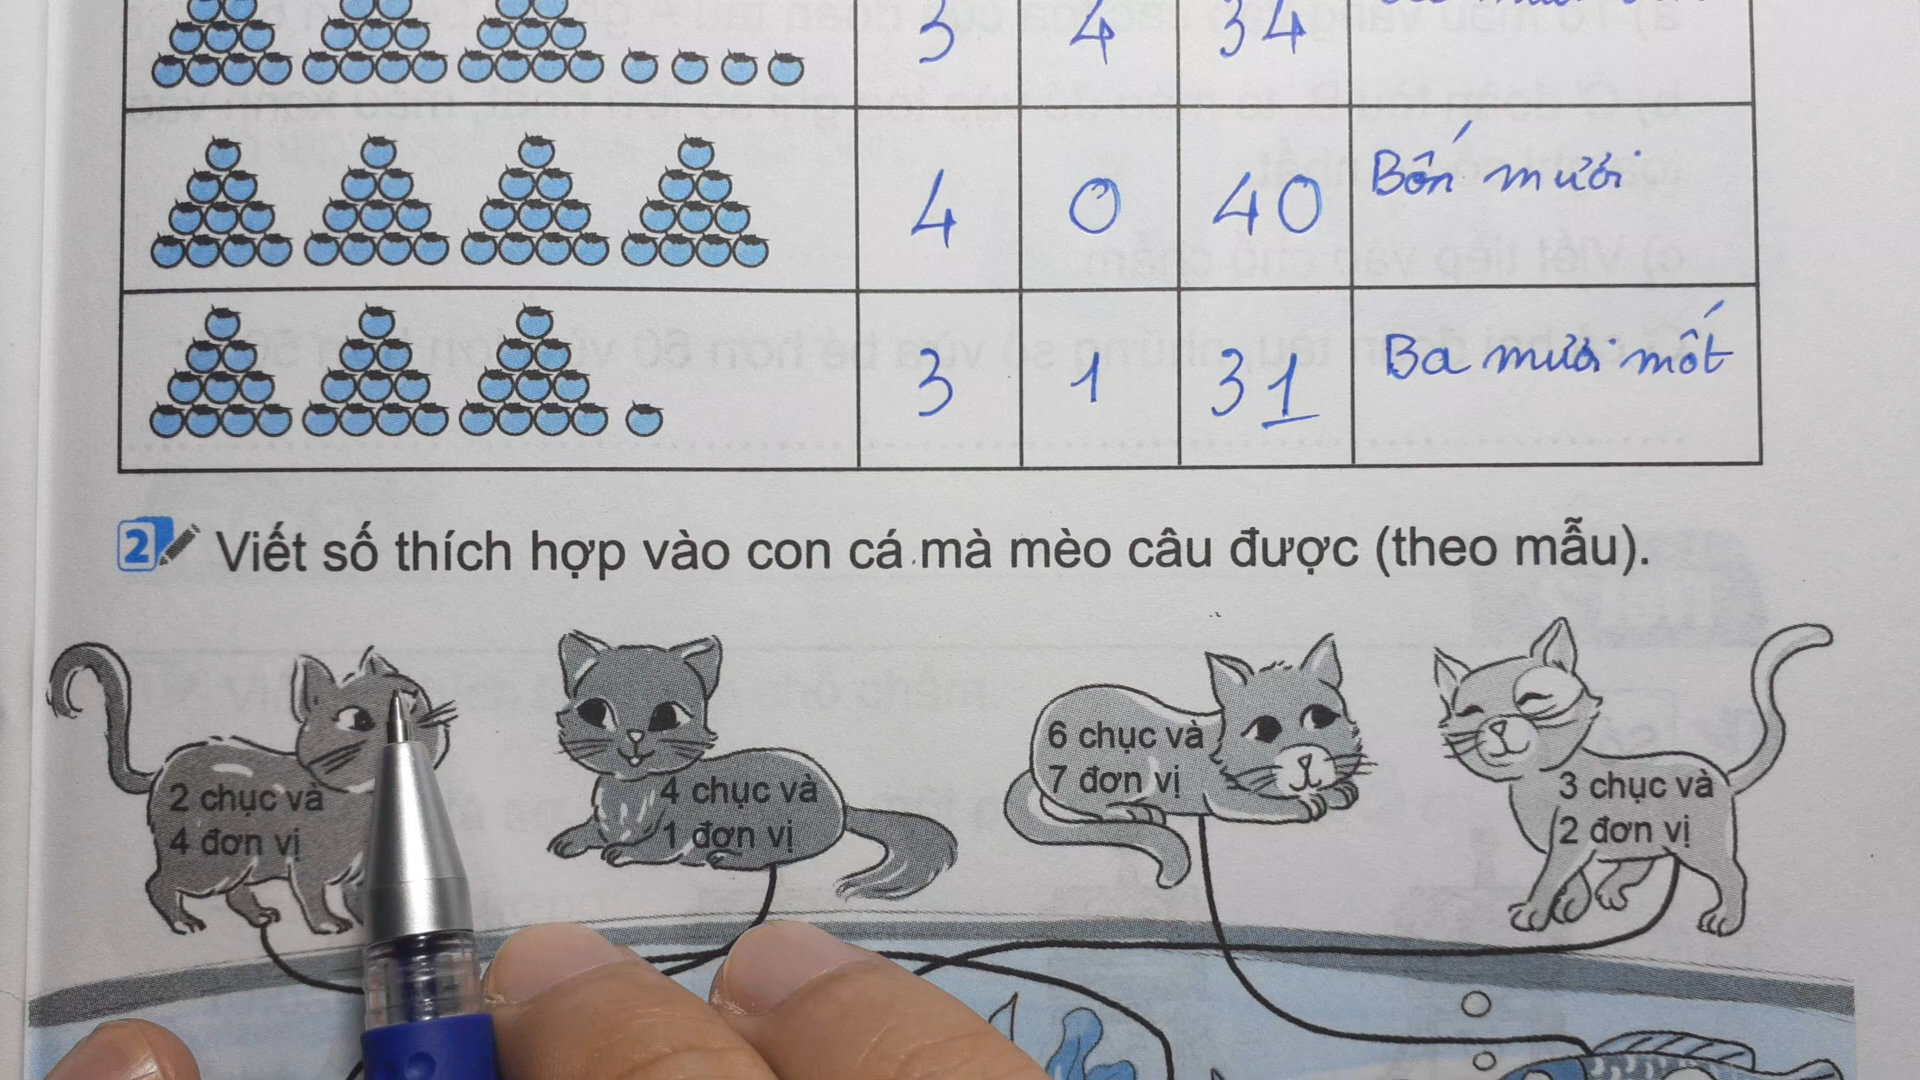 3 4 34
4 0 40 Bốn mươi
3 1 31 Ba mươi mốt
2 Viết số thích hợp vào con cá mà mèo câu được (theo mẫu).
2 chục và
4 đơn vị
4 chục và
1 đơn vị
6 chục và
7 đơn vị
3 chục và
2 đơn vị